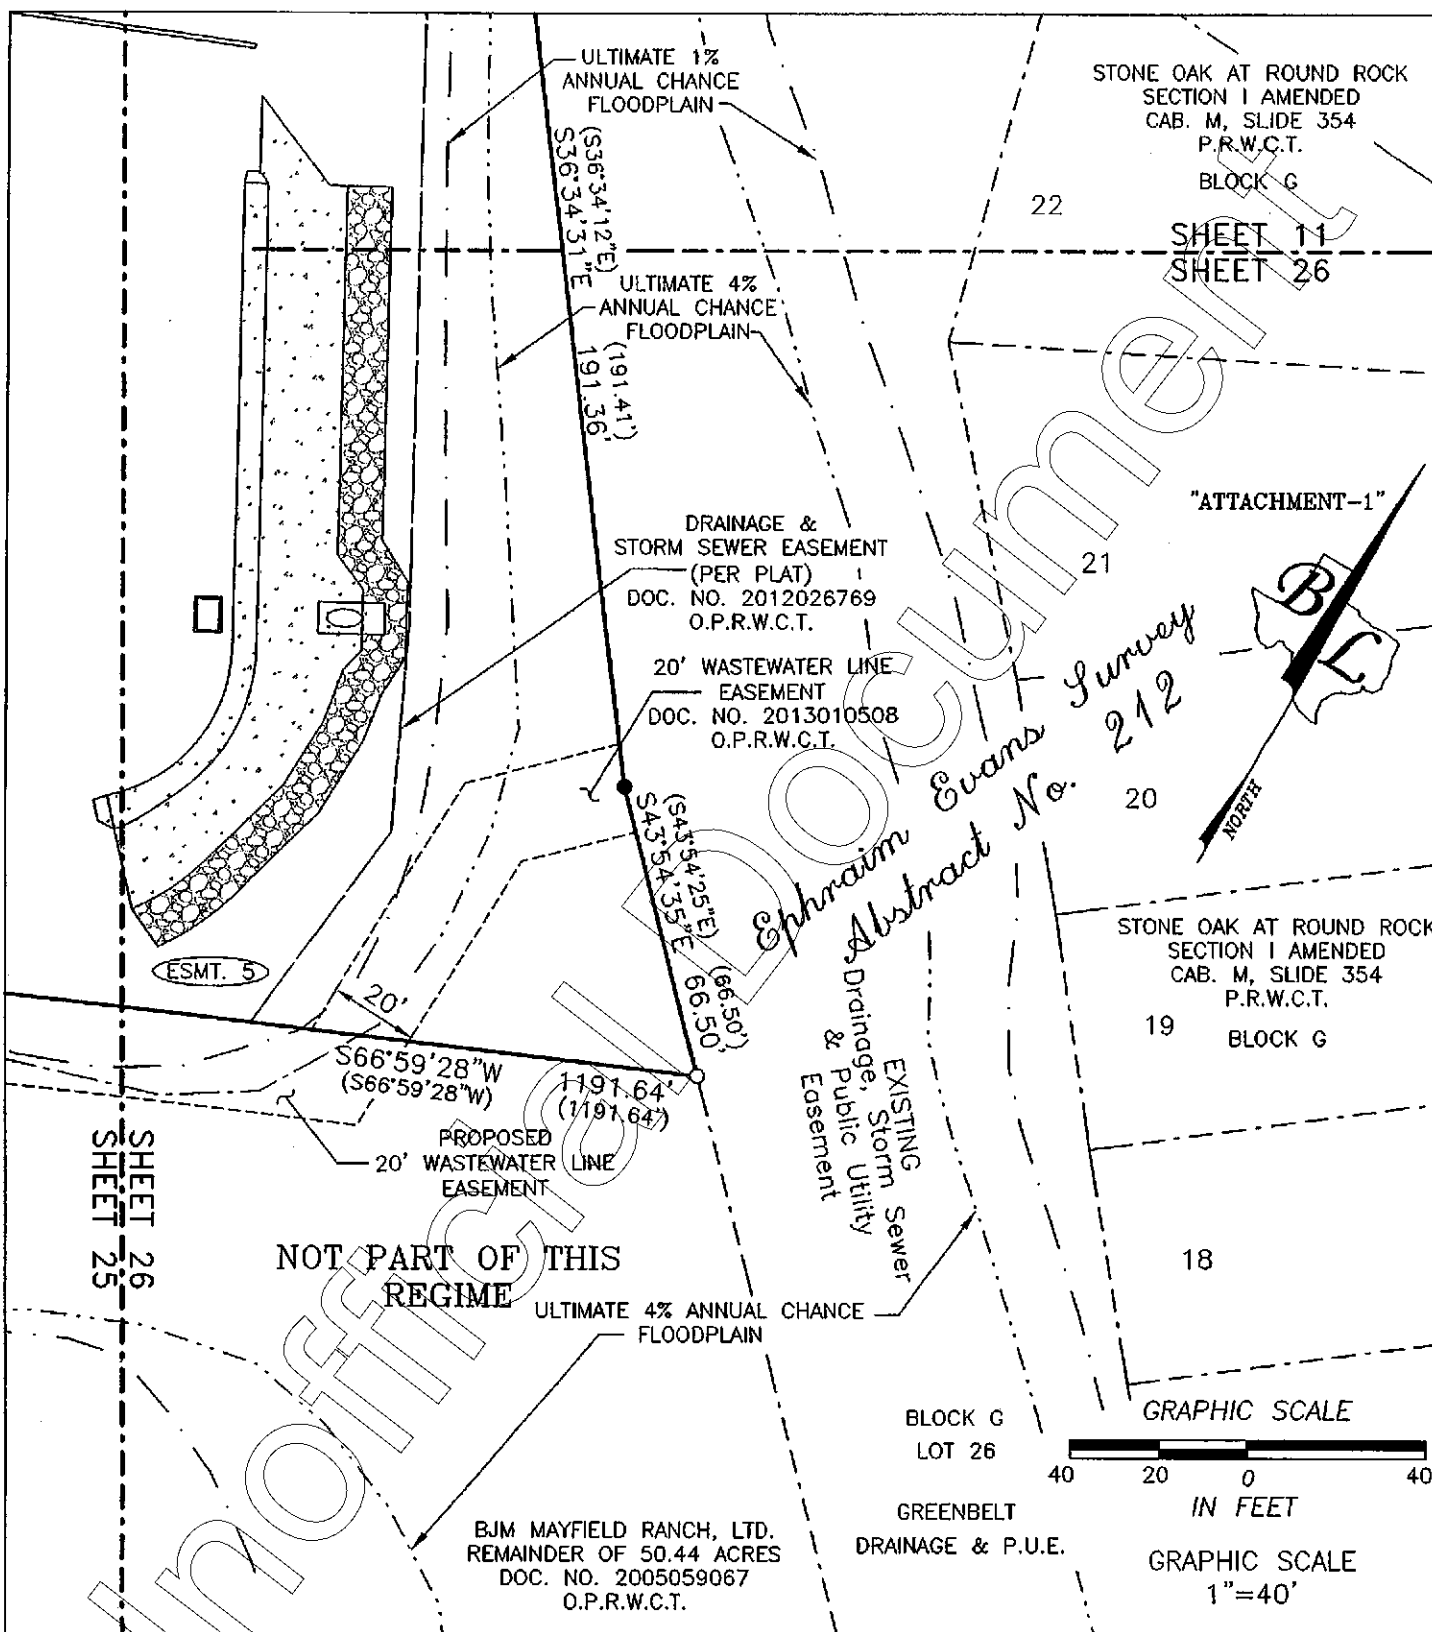 ULTIMATE 1%
ANNUAL CHANCE
FLOODPLAIN
STONE OAK AT ROUND ROCK
SECTION I AMENDED
CAB. M, SLIDE 354
P.R.W.C.T.
BLOCK G
22
SHEET 11
SHEET 26
(S36°34'12"E) (191.41')
S36°34'31"E 191.36'
ULTIMATE 4%
ANNUAL CHANCE
FLOODPLAIN
"ATTACHMENT-1"
BL
NORTH
21
DRAINAGE &
STORM SEWER EASEMENT
(PER PLAT)
DOC. NO. 2012026769
O.P.R.W.C.T.
20' WASTEWATER LINE
EASEMENT
DOC. NO. 2013010508
O.P.R.W.C.T.
Ephraim Evans Survey
Abstract No. 212
20
(S43°54'25"E) (66.50')
S43°54'35"E 66.50'
STONE OAK AT ROUND ROCK
SECTION I AMENDED
CAB. M, SLIDE 354
P.R.W.C.T.
19
BLOCK G
ESMT. 5
20'
S66°59'28"W 1191.64'
(S66°59'28"W) (1191.64')
EXISTING
Drainage, Storm Sewer
& Public Utility
Easement
PROPOSED
20' WASTEWATER LINE
EASEMENT
SHEET 26
SHEET 25
NOT PART OF THIS
REGIME
18
ULTIMATE 4% ANNUAL CHANCE
FLOODPLAIN
BLOCK G
LOT 26
GREENBELT
DRAINAGE & P.U.E.
GRAPHIC SCALE
40 20 0 40
IN FEET
GRAPHIC SCALE
1"=40'
BJM MAYFIELD RANCH, LTD.
REMAINDER OF 50.44 ACRES
DOC. NO. 2005059067
O.P.R.W.C.T.
Unofficial Document